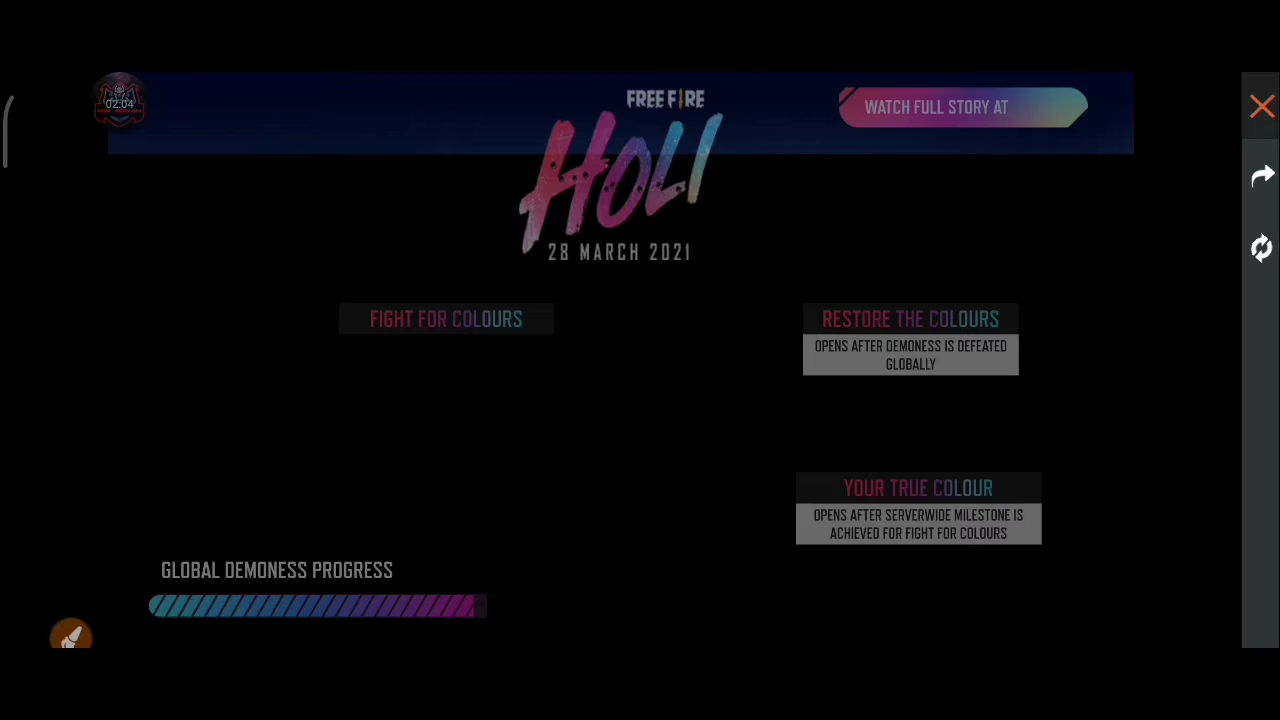 02:04
FREE FIRE
HOLI
28 MARCH 2021
WATCH FULL STORY AT
FIGHT FOR COLOURS
RESTORE THE COLOURS
OPENS AFTER DEMONESS IS DEFEATED
GLOBALLY
YOUR TRUE COLOUR
OPENS AFTER SERVERWIDE MILESTONE IS
ACHIEVED FOR FIGHT FOR COLOURS
GLOBAL DEMONESS PROGRESS